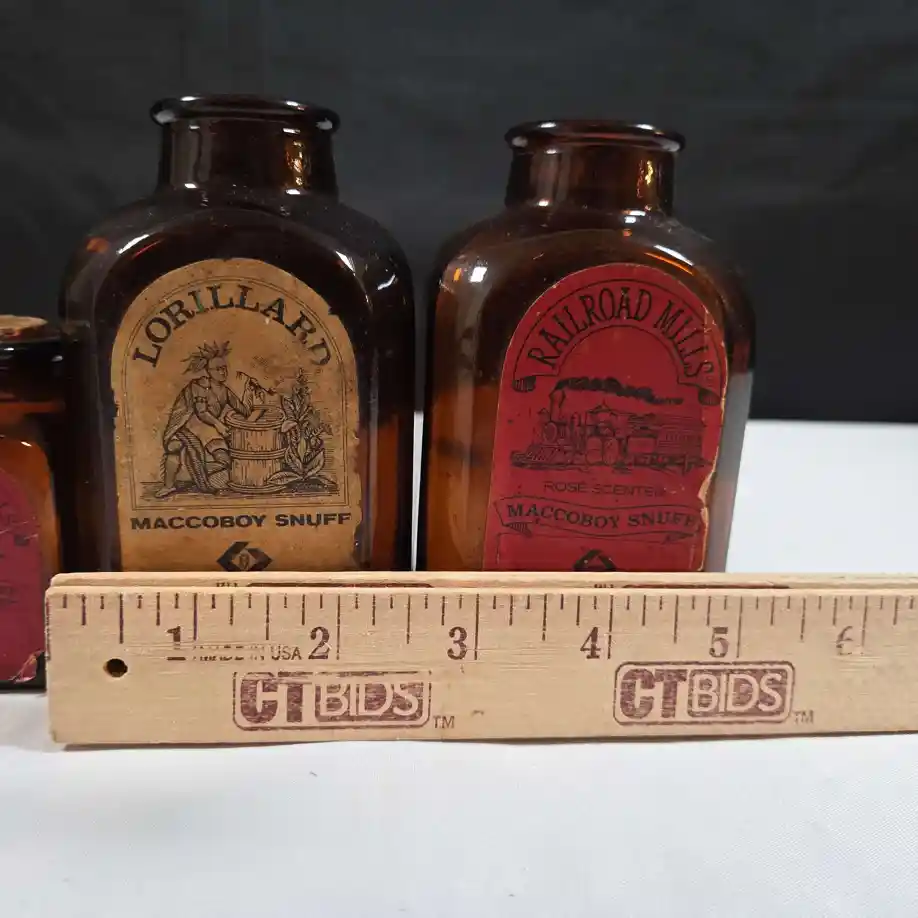 LORILLARD
MACCOBOY SNUFF
RAILROAD MILLS
ROSE SCENTED
MACCOBOY SNUFF
1 2 3 4 5 6
MADE IN USA
CTBIDS TM
CTBIDS TM